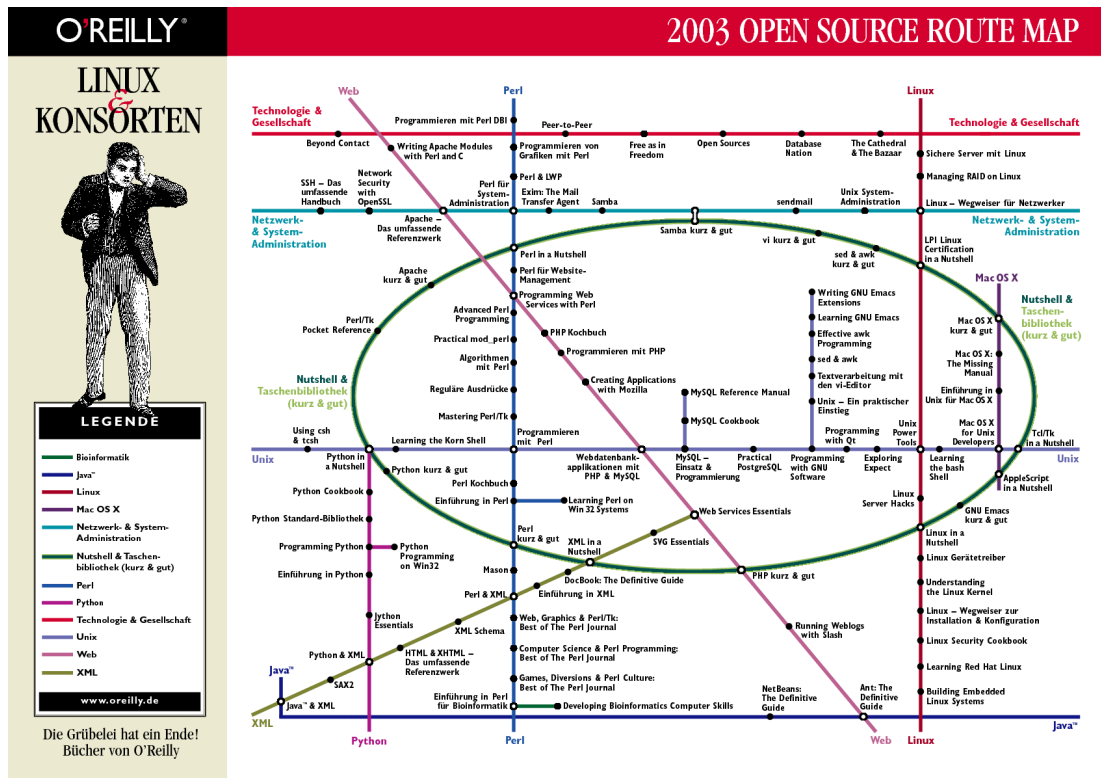 O'REILLY®
2003 OPEN SOURCE ROUTE MAP
LINUX
&
KONSORTEN
LEGENDE
Bioinformatik
Java™
Linux
Mac OS X
Netzwerk- & System-
Administration
Nutshell & Taschen-
bibliothek (kurz & gut)
Perl
Python
Technologie & Gesellschaft
Unix
Web
XML
www.oreilly.de
Die Grübelei hat ein Ende!
Bücher von O'Reilly
Web
Perl
Linux
Technologie &
Gesellschaft
Technologie & Gesellschaft
Programmieren mit Perl DBI
Peer-to-Peer
Beyond Contact
Writing Apache Modules
with Perl and C
Programmieren von
Grafiken mit Perl
Free as in
Freedom
Open Sources
Database
Nation
The Cathedral
& The Bazaar
Sichere Server mit Linux
Managing RAID on Linux
SSH – Das
umfassende
Handbuch
Network
Security
with
OpenSSL
Perl & LWP
Perl für
System-
Administration
Exim: The Mail
Transfer Agent
Samba
sendmail
Unix System-
Administration
Linux – Wegweiser für Netzwerker
Netzwerk-
& System-
Administration
Netzwerk- & System-
Administration
Apache –
Das umfassende
Referenzwerk
Samba kurz & gut
vi kurz & gut
sed & awk
kurz & gut
LPI Linux
Certification
in a Nutshell
Perl in a Nutshell
Apache
kurz & gut
Perl für Website-
Management
Programming Web
Services with Perl
Mac OS X
Writing GNU Emacs
Extensions
Learning GNU Emacs
Effective awk
Programming
sed & awk
Textverarbeitung mit
den vi-Editor
Unix – Ein praktischer
Einstieg
Nutshell &
Taschen-
bibliothek
(kurz & gut)
Mac OS X
kurz & gut
Mac OS X:
The Missing
Manual
Einführung in
Unix für Mac OS X
Mac OS X
for Unix
Developers
Perl/Tk
Pocket Reference
Advanced Perl
Programming
Practical mod_perl
Algorithmen
mit Perl
Reguläre Ausdrücke
Mastering Perl/Tk
PHP Kochbuch
Programmieren mit PHP
Creating Applications
with Mozilla
MySQL Reference Manual
MySQL Cookbook
Nutshell &
Taschenbibliothek
(kurz & gut)
Using csh
& tcsh
Learning the Korn Shell
Programmieren
mit Perl
Programming
with Qt
Unix
Power
Tools
Tcl/Tk
in a Nutshell
Unix
Python in
a Nutshell
Webdatenbank-
applikationen mit
PHP & MySQL
MySQL –
Einsatz &
Programmierung
Practical
PostgreSQL
Programming
with GNU
Software
Exploring
Expect
Learning
the bash
Shell
Unix
AppleScript
in a Nutshell
Python kurz & gut
Python Cookbook
Python Standard-Bibliothek
Programming Python
Python
Programming
on Win32
Einführung in Python
Jython
Essentials
Perl Kochbuch
Einführung in Perl
Learning Perl on
Win 32 Systems
Perl
kurz & gut
XML in a
Nutshell
SVG Essentials
Web Services Essentials
PHP kurz & gut
Linux
Server Hacks
GNU Emacs
kurz & gut
Linux in a
Nutshell
Linux Gerätetreiber
Understanding
the Linux Kernel
Linux – Wegweiser zur
Installation & Konfiguration
Linux Security Cookbook
Learning Red Hat Linux
Building Embedded
Linux Systems
Mason
DocBook: The Definitive Guide
Einführung in XML
Perl & XML
XML Schema
Web, Graphics & Perl/Tk:
Best of The Perl Journal
Computer Science & Perl Programming:
Best of The Perl Journal
Games, Diversions & Perl Culture:
Best of The Perl Journal
Running Weblogs
with Slash
Python & XML
HTML & XHTML –
Das umfassende
Referenzwerk
SAX2
Java™
Java™ & XML
XML
Einführung in Perl
für Bioinformatik
Developing Bioinformatics Computer Skills
NetBeans:
The Definitive
Guide
Ant: The
Definitive
Guide
Java™
Python
Perl
Web
Linux